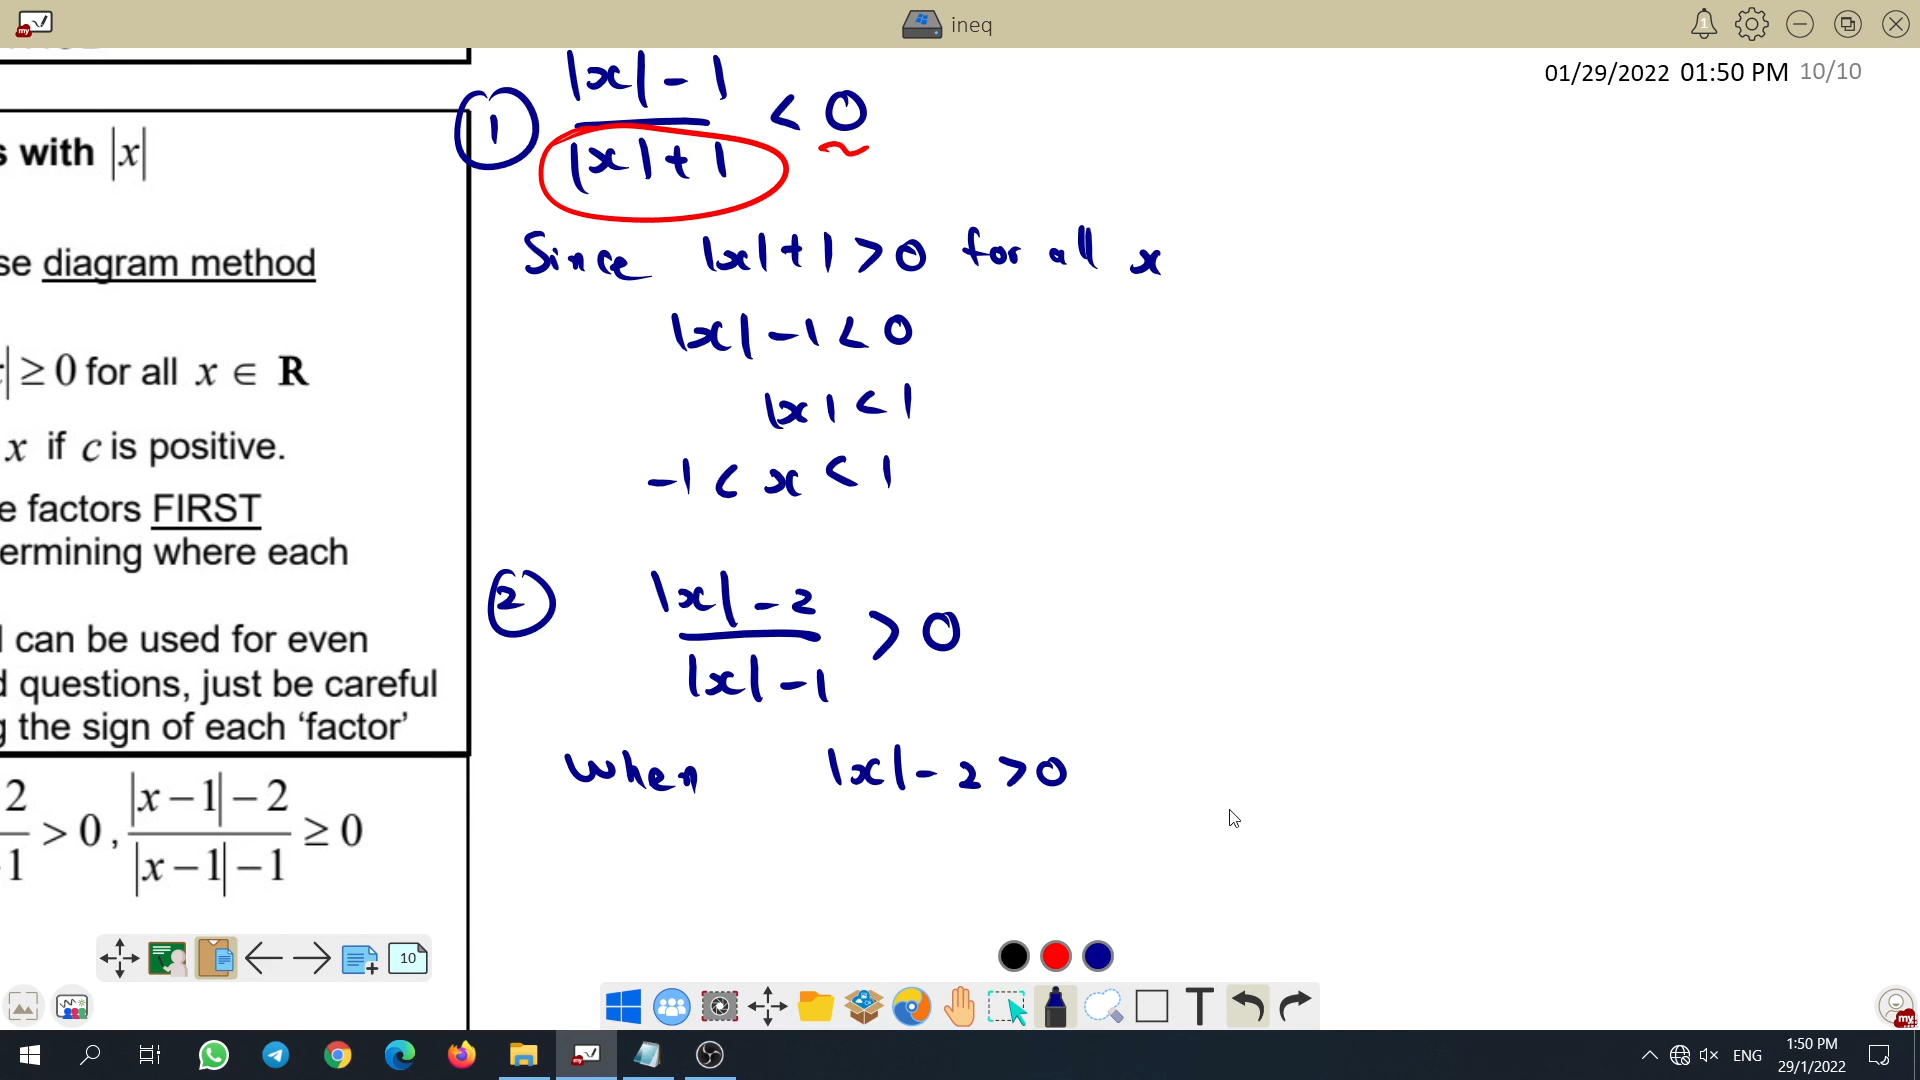 ineq
01/29/2022 01:50 PM 10/10
s with |x|
se diagram method
| ≥ 0 for all x ∈ R
x if c is positive.
e factors FIRST
ermining where each
can be used for even
d questions, just be careful
g the sign of each ‘factor’
2/1 > 0, (|x − 1| − 2)/(|x − 1| − 1) ≥ 0
① (|x| − 1)/(|x| + 1) < 0
Since |x| + 1 > 0 for all x
|x| − 1 < 0
|x| < 1
−1 < x < 1
② (|x| − 2)/(|x| − 1) > 0
When |x| − 2 > 0
10
T
ENG
1:50 PM
29/1/2022